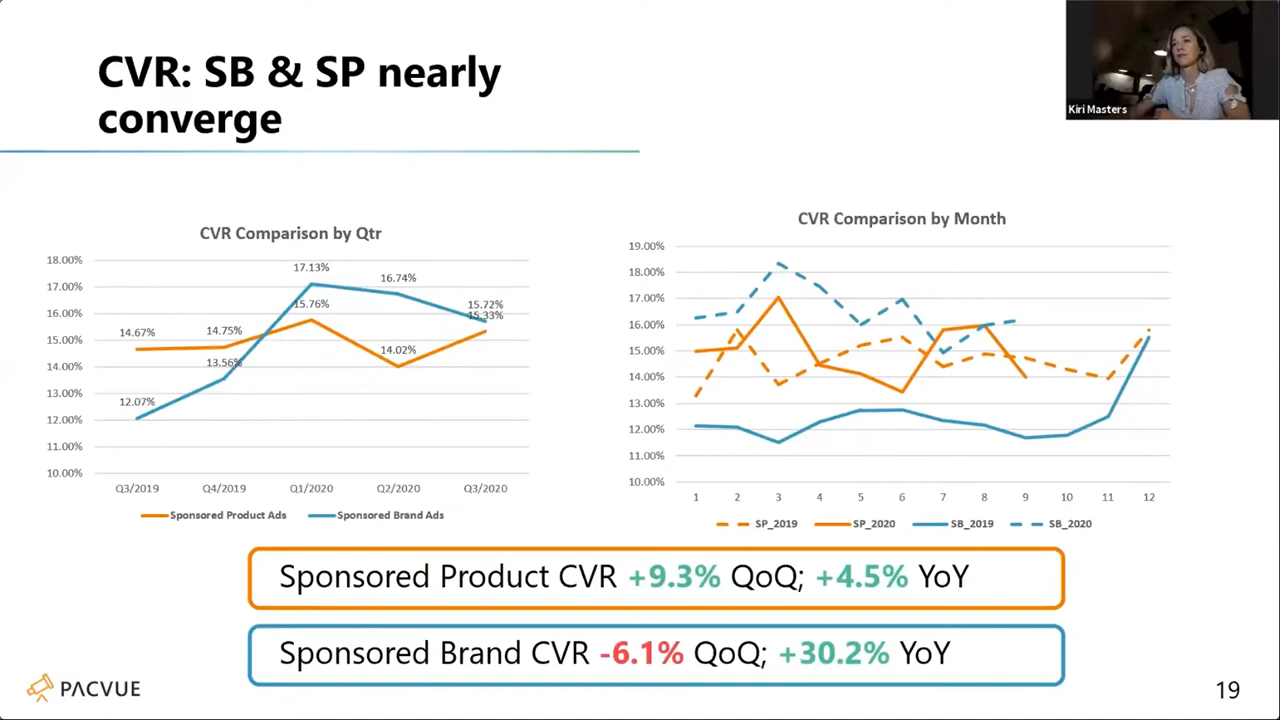 CVR: SB & SP nearly
converge
Kiri Masters
CVR Comparison by Qtr
18.00%
17.00%
16.00%
15.00%
14.00%
13.00%
12.00%
11.00%
10.00%
14.67%
14.75%
15.76%
14.02%
15.33%
12.07%
13.56%
17.13%
16.74%
15.72%
Q3/2019 Q4/2019 Q1/2020 Q2/2020 Q3/2020
Sponsored Product Ads Sponsored Brand Ads
CVR Comparison by Month
19.00%
18.00%
17.00%
16.00%
15.00%
14.00%
13.00%
12.00%
11.00%
10.00%
1 2 3 4 5 6 7 8 9 10 11 12
SP_2019 SP_2020 SB_2019 SB_2020
Sponsored Product CVR +9.3% QoQ; +4.5% YoY
Sponsored Brand CVR -6.1% QoQ; +30.2% YoY
PACVUE
19